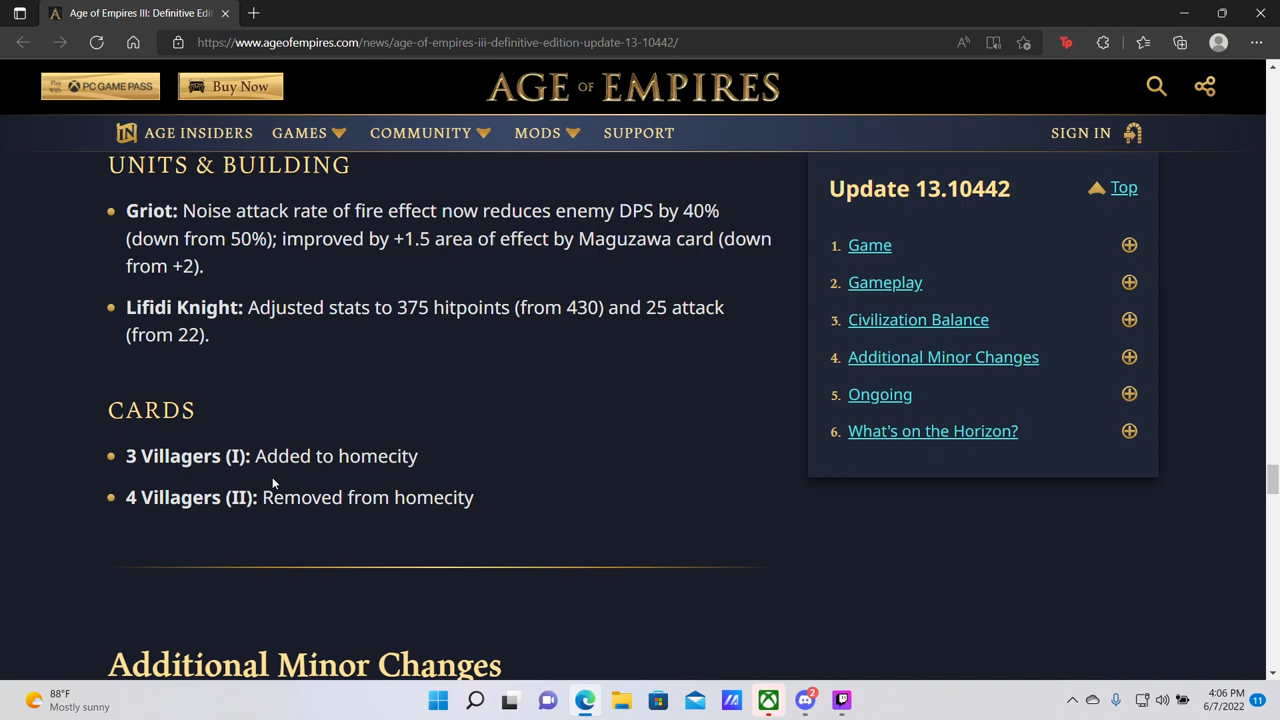 Age of Empires III: Definitive Edit
https://www.ageofempires.com/news/age-of-empires-iii-definitive-edition-update-13-10442/
Play With PC GAME PASS
Buy Now
AGE OF EMPIRES
AGE INSIDERS GAMES COMMUNITY MODS SUPPORT SIGN IN
UNITS & BUILDING
Griot: Noise attack rate of fire effect now reduces enemy DPS by 40%
(down from 50%); improved by +1.5 area of effect by Maguzawa card (down
from +2).
Lifidi Knight: Adjusted stats to 375 hitpoints (from 430) and 25 attack
(from 22).
CARDS
3 Villagers (I): Added to homecity
4 Villagers (II): Removed from homecity
Additional Minor Changes
Update 13.10442
Top
1. Game
2. Gameplay
3. Civilization Balance
4. Additional Minor Changes
5. Ongoing
6. What's on the Horizon?
88°F
Mostly sunny
2
4:06 PM
6/7/2022
11